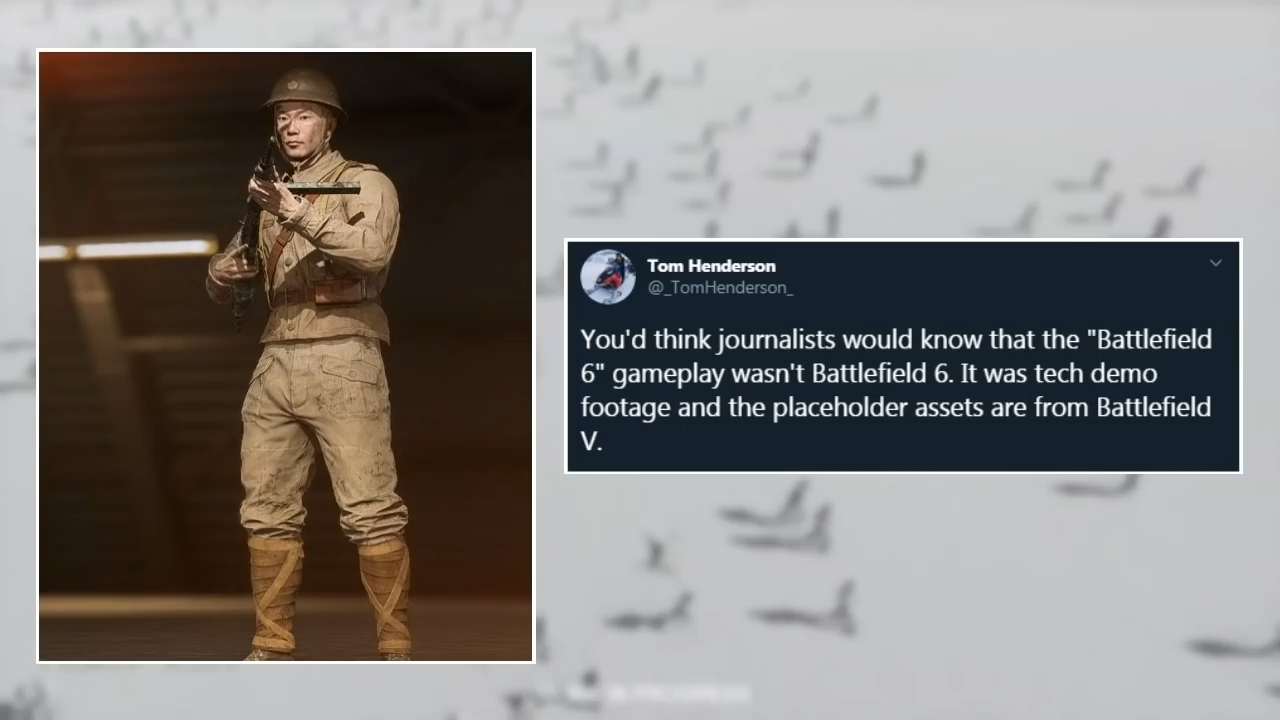 Tom Henderson
@_TomHenderson_
You'd think journalists would know that the "Battlefield
6" gameplay wasn't Battlefield 6. It was tech demo
footage and the placeholder assets are from Battlefield
V.